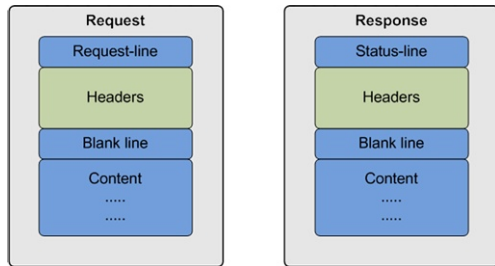 Request
Request-line
Headers
Blank line
Content
.....
.....
Response
Status-line
Headers
Blank line
Content
.....
.....